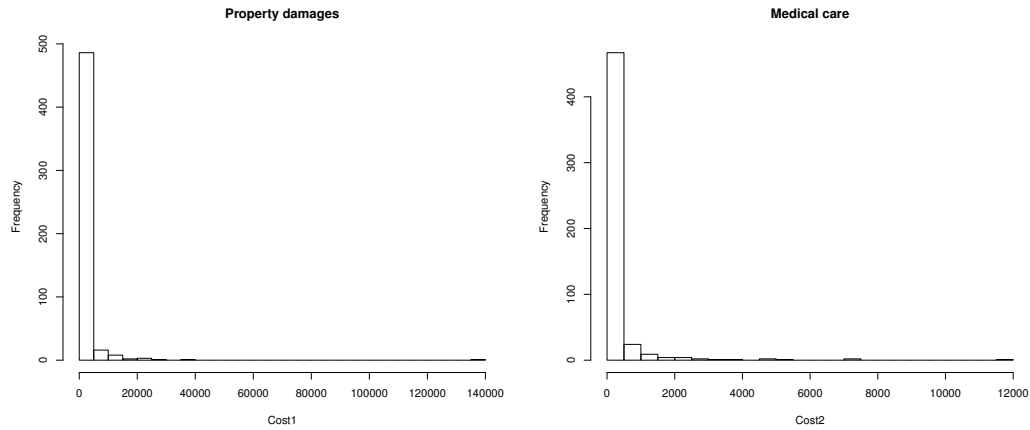 Property damages
Frequency
0 100 200 300 400 500
0 20000 40000 60000 80000 100000 120000 140000
Cost1
Medical care
Frequency
0 100 200 300 400
0 2000 4000 6000 8000 10000 12000
Cost2